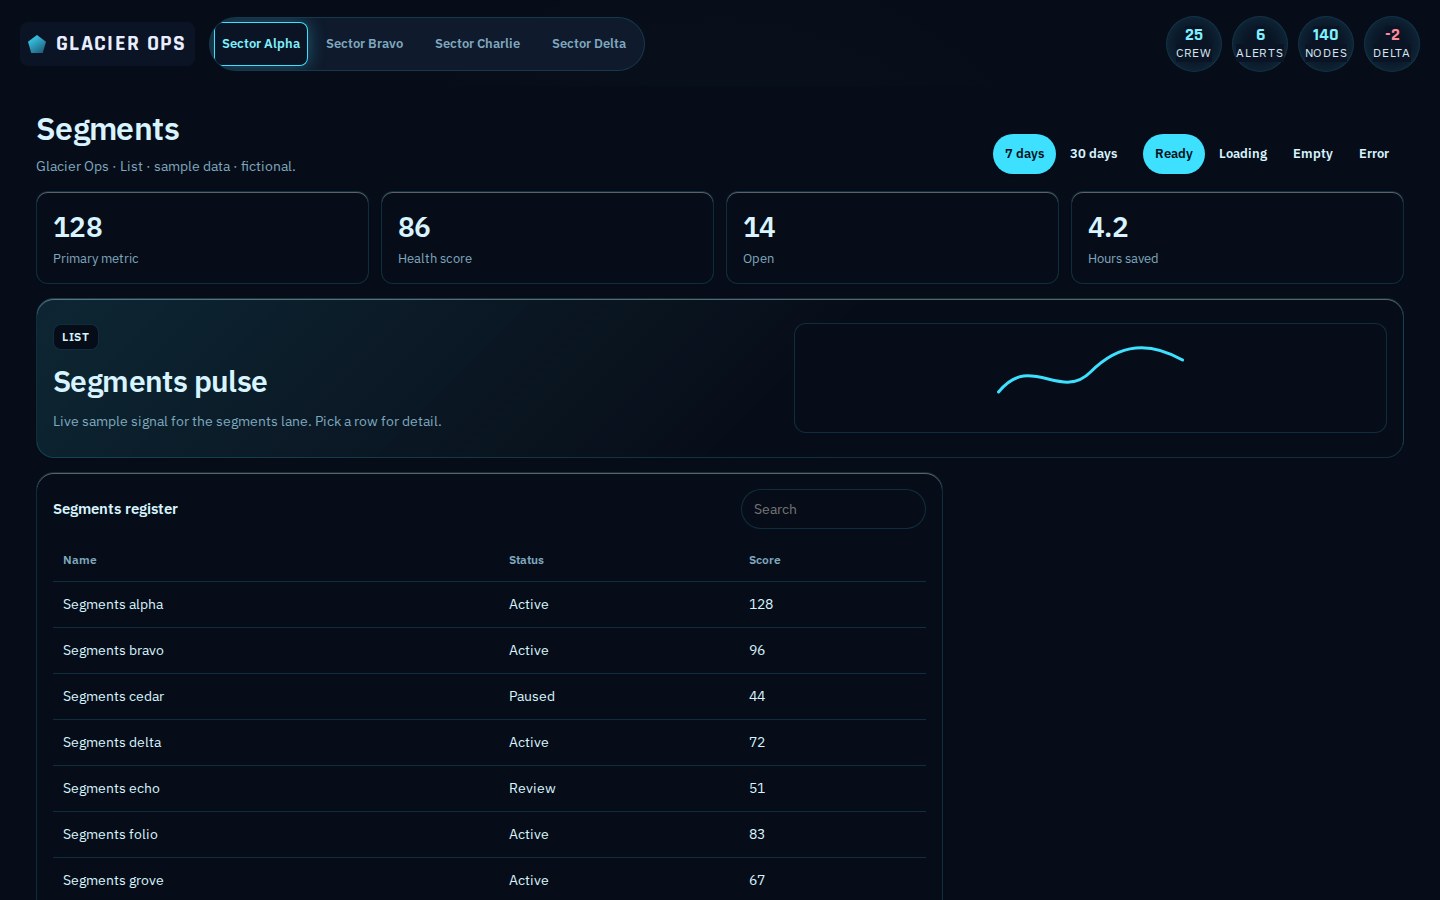 GLACIER OPS
Sector Alpha
Sector Bravo
Sector Charlie
Sector Delta
25
CREW
6
ALERTS
140
NODES
-2
DELTA
Segments
Glacier Ops · List · sample data · fictional.
7 days
30 days
Ready
Loading
Empty
Error
128
Primary metric
86
Health score
14
Open
4.2
Hours saved
LIST
Segments pulse
Live sample signal for the segments lane. Pick a row for detail.
Segments register
Search
Name Status Score
Segments alpha Active 128
Segments bravo Active 96
Segments cedar Paused 44
Segments delta Active 72
Segments echo Review 51
Segments folio Active 83
Segments grove Active 67